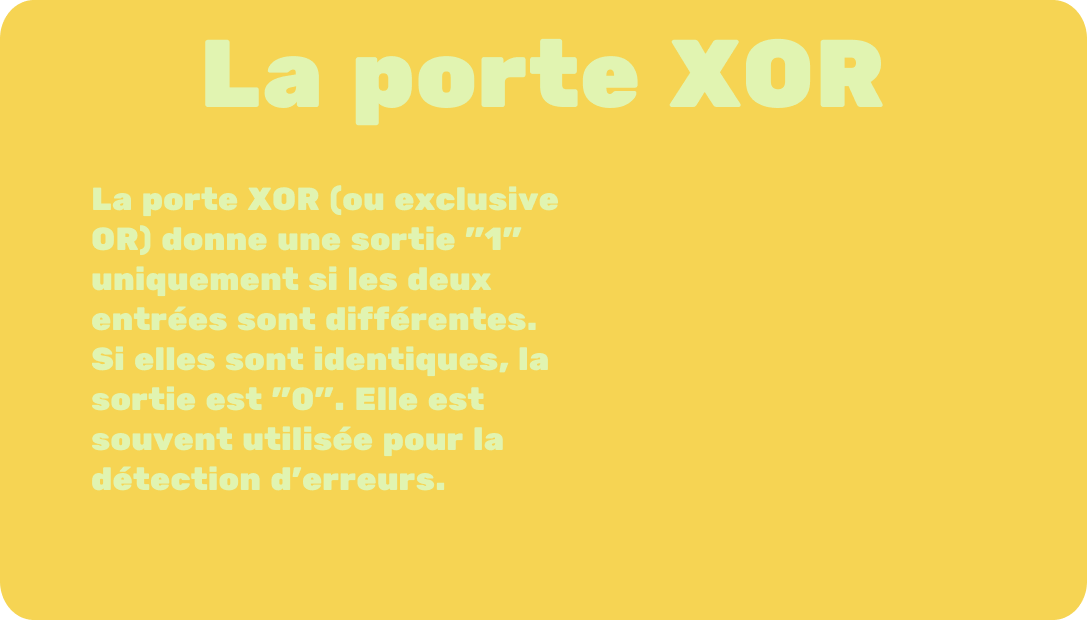 La porte XOR
La porte XOR (ou exclusive
OR) donne une sortie "1"
uniquement si les deux
entrées sont différentes.
Si elles sont identiques, la
sortie est "0". Elle est
souvent utilisée pour la
détection d'erreurs.